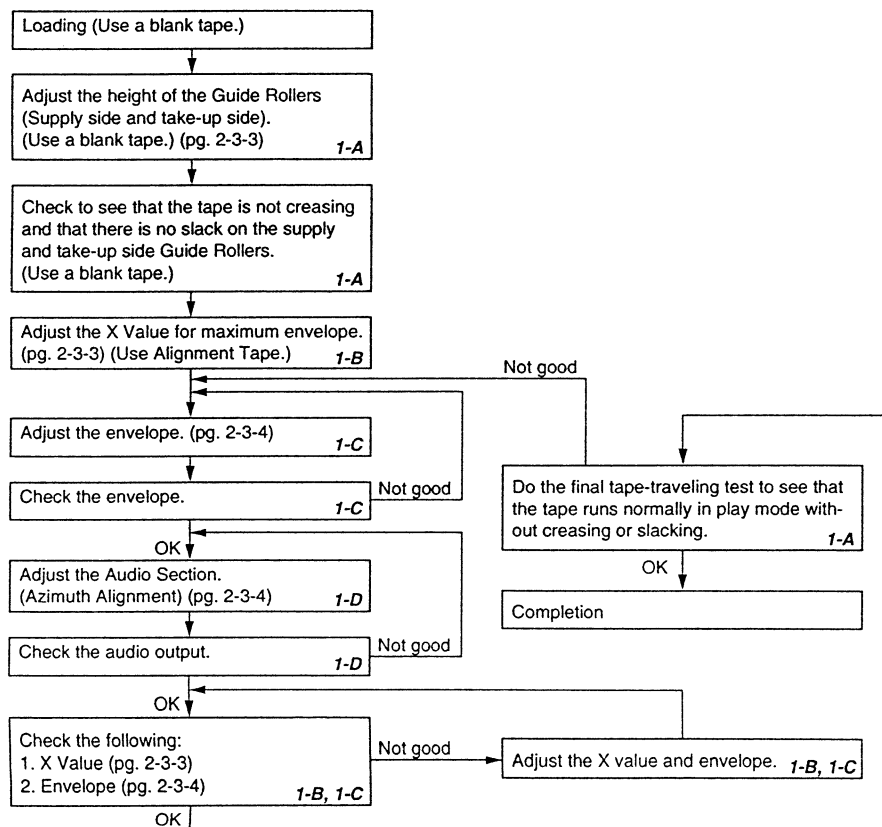 Loading (Use a blank tape.)
Adjust the height of the Guide Rollers
(Supply side and take-up side).
(Use a blank tape.) (pg. 2-3-3)
1-A
Check to see that the tape is not creasing
and that there is no slack on the supply
and take-up side Guide Rollers.
(Use a blank tape.)
1-A
Adjust the X Value for maximum envelope.
(pg. 2-3-3) (Use Alignment Tape.)
1-B
Not good
Adjust the envelope. (pg. 2-3-4)
1-C
Check the envelope.
1-C
Not good
OK
Adjust the Audio Section.
(Azimuth Alignment) (pg. 2-3-4)
1-D
Check the audio output.
1-D
Not good
OK
Check the following:
1. X Value (pg. 2-3-3)
2. Envelope (pg. 2-3-4)
1-B, 1-C
Not good
Adjust the X value and envelope.
1-B, 1-C
OK
Do the final tape-traveling test to see that
the tape runs normally in play mode with-
out creasing or slacking.
1-A
OK
Completion